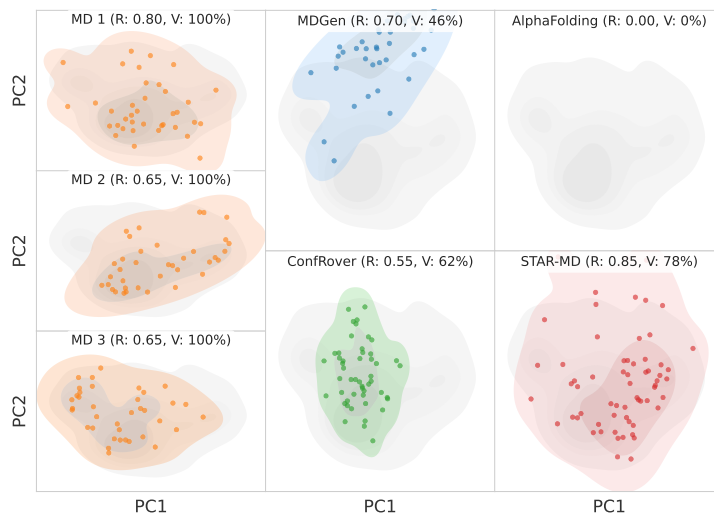 MD 1 (R: 0.80, V: 100%)
MDGen (R: 0.70, V: 46%)
AlphaFolding (R: 0.00, V: 0%)
PC2
MD 2 (R: 0.65, V: 100%)
PC2
ConfRover (R: 0.55, V: 62%)
STAR-MD (R: 0.85, V: 78%)
MD 3 (R: 0.65, V: 100%)
PC2
PC1
PC1
PC1